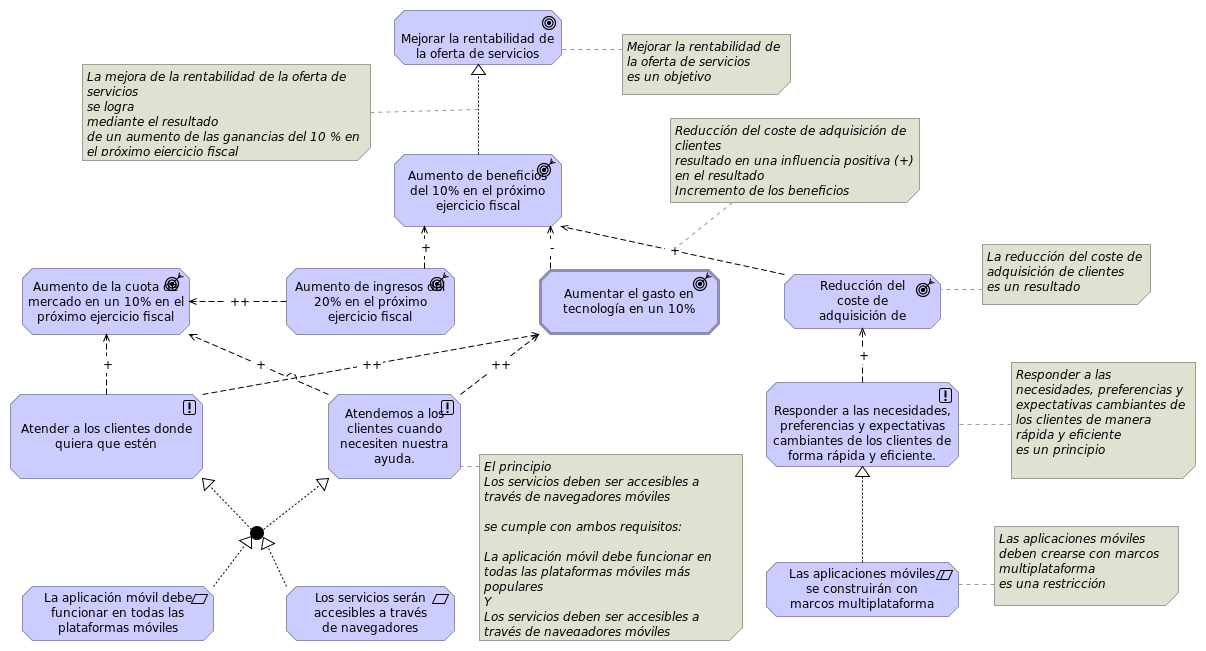 Mejorar la rentabilidad de
la oferta de servicios
Mejorar la rentabilidad de
la oferta de servicios
es un objetivo
La mejora de la rentabilidad de la oferta de
servicios
se logra
mediante el resultado
de un aumento de las ganancias del 10 % en
el próximo ejercicio fiscal
Reducción del coste de adquisición de
clientes
resultado en una influencia positiva (+)
en el resultado
Incremento de los beneficios
Aumento de beneficios
del 10% en el próximo
ejercicio fiscal
+
-
+
La reducción del coste de
adquisición de clientes
es un resultado
Aumento de la cuota de
mercado en un 10% en el
próximo ejercicio fiscal
++
Aumento de ingresos del
20% en el próximo
ejercicio fiscal
Aumentar el gasto en
tecnología en un 10%
Reducción del
coste de
adquisición de
+
+
++
++
+
Responder a las
necesidades, preferencias y
expectativas cambiantes de
los clientes de manera
rápida y eficiente
es un principio
Atender a los clientes donde
quiera que estén
Atendemos a los
clientes cuando
necesiten nuestra
ayuda.
Responder a las necesidades,
preferencias y expectativas
cambiantes de los clientes de
forma rápida y eficiente.
El principio
Los servicios deben ser accesibles a
través de navegadores móviles
se cumple con ambos requisitos:
La aplicación móvil debe funcionar en
todas las plataformas móviles más
populares
Y
Los servicios deben ser accesibles a
través de navegadores móviles
Las aplicaciones móviles
deben crearse con marcos
multiplataforma
es una restricción
La aplicación móvil debe
funcionar en todas las
plataformas móviles
Los servicios serán
accesibles a través
de navegadores
Las aplicaciones móviles
se construirán con
marcos multiplataforma